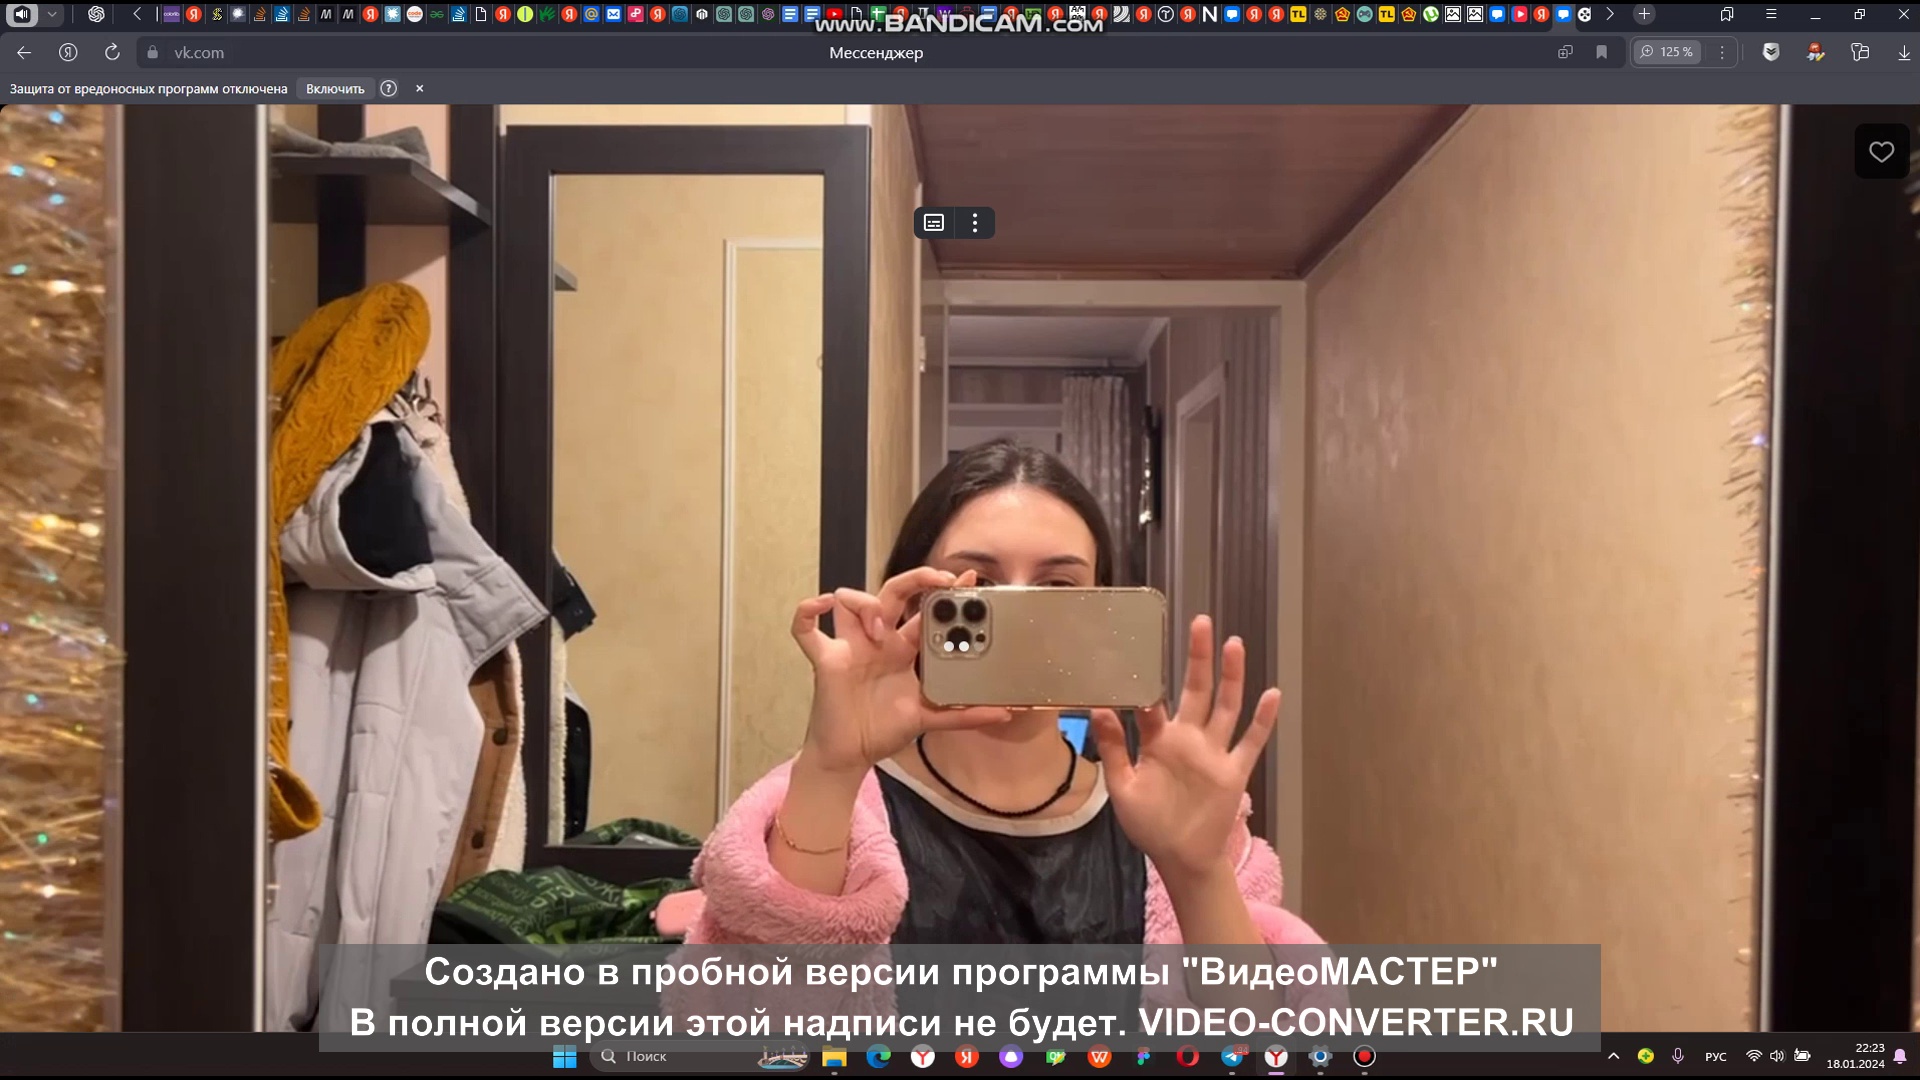 www.BANDICAM.com
vk.com
Мессенджер
125 %
Защита от вредоносных программ отключена
Включить
Создано в пробной версии программы "ВидеоМАСТЕР"
В полной версии этой надписи не будет. VIDEO-CONVERTER.RU
Поиск
РУС
22:23
18.01.2024